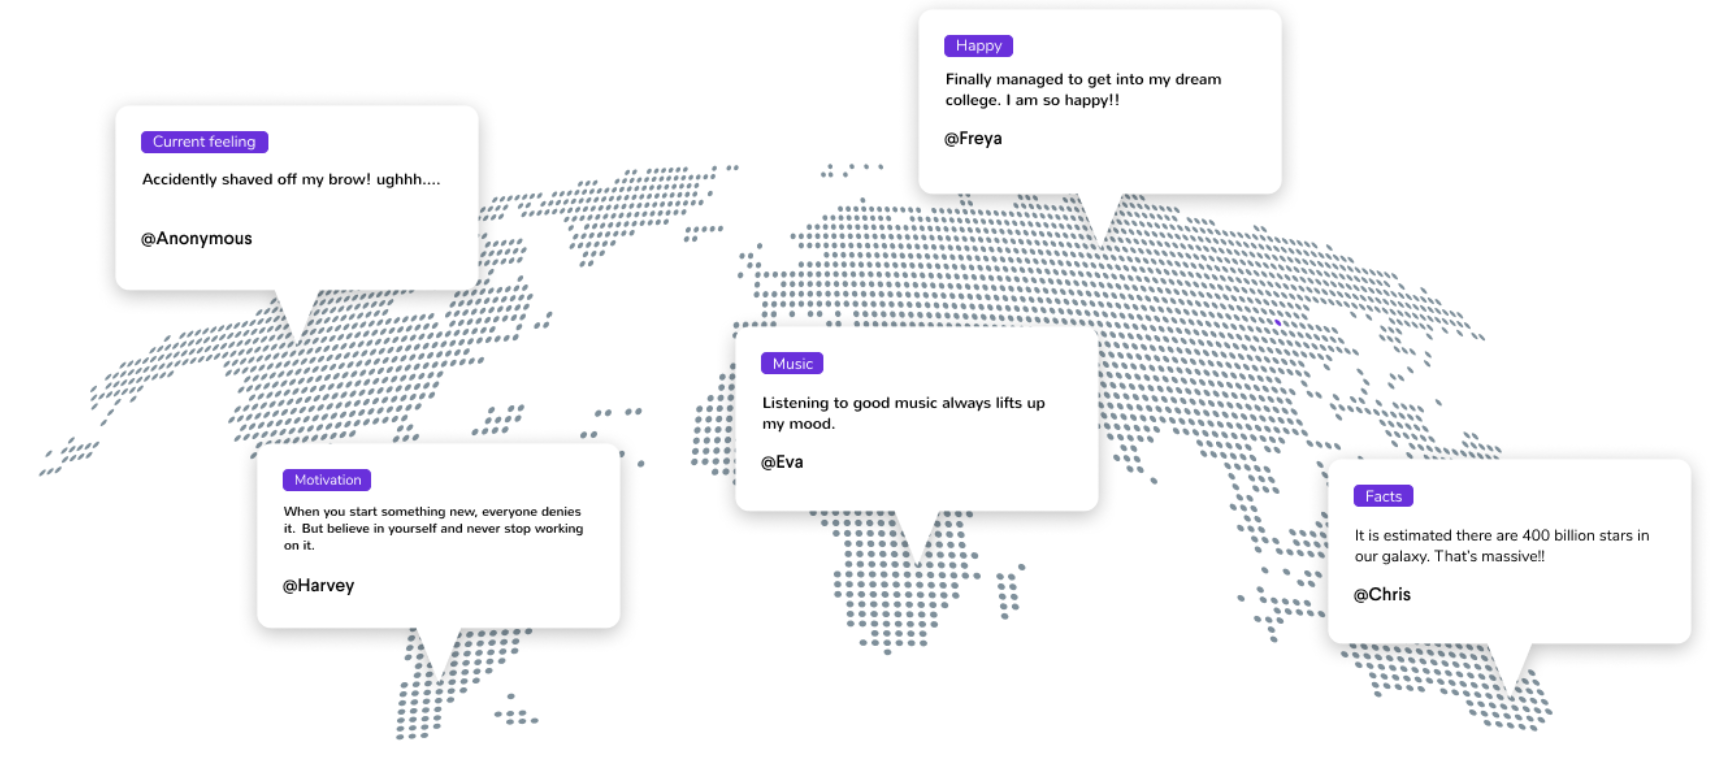 Happy
Finally managed to get into my dream
college. I am so happy!!
@Freya
Current feeling
Accidently shaved off my brow! ughhh....
@Anonymous
Music
Listening to good music always lifts up
my mood.
@Eva
Motivation
When you start something new, everyone denies
it. But believe in yourself and never stop working
on it.
@Harvey
Facts
It is estimated there are 400 billion stars in
our galaxy. That's massive!!
@Chris